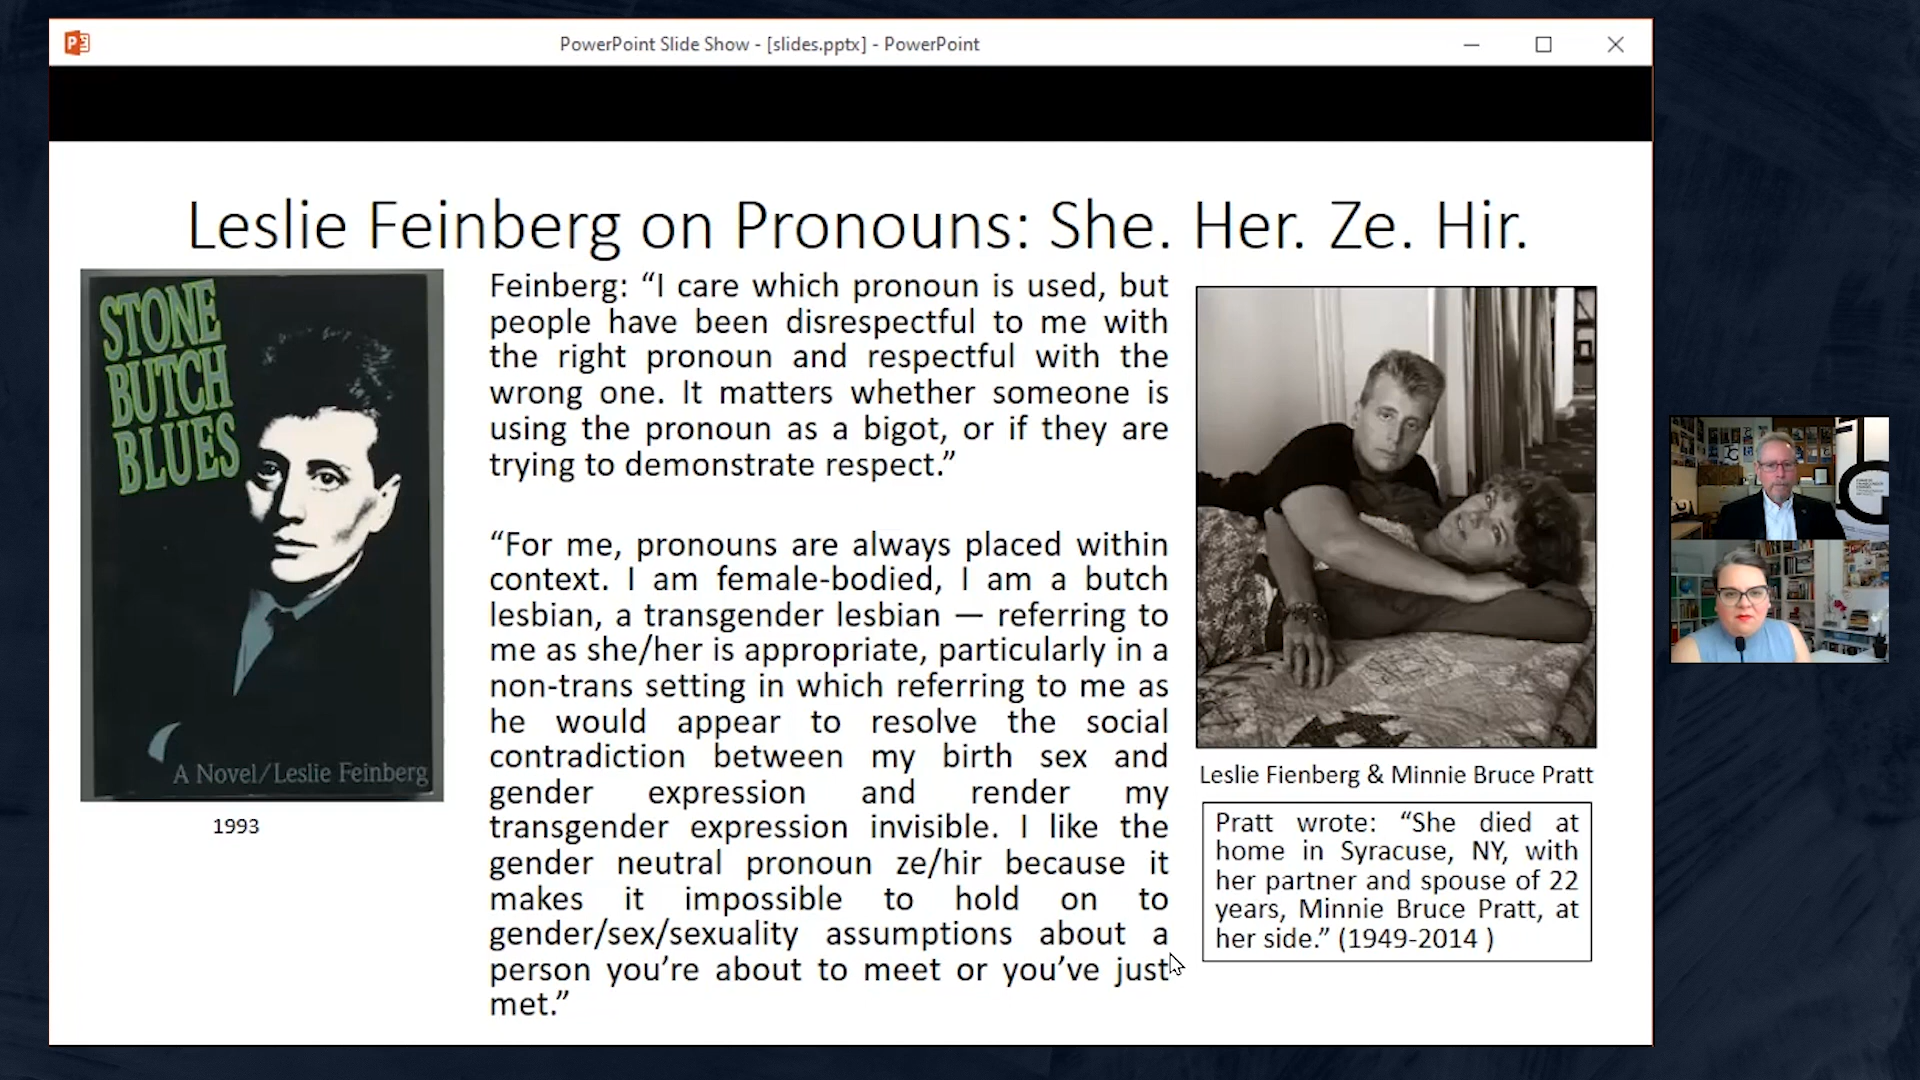 PowerPoint Slide Show - [slides.pptx] - PowerPoint
Leslie Feinberg on Pronouns: She. Her. Ze. Hir.
STONE
BUTCH
BLUES
A Novel/Leslie Feinberg
1993
Feinberg: “I care which pronoun is used, but
people have been disrespectful to me with
the right pronoun and respectful with the
wrong one. It matters whether someone is
using the pronoun as a bigot, or if they are
trying to demonstrate respect.”
“For me, pronouns are always placed within
context. I am female-bodied, I am a butch
lesbian, a transgender lesbian — referring to
me as she/her is appropriate, particularly in a
non-trans setting in which referring to me as
he would appear to resolve the social
contradiction between my birth sex and
gender expression and render my
transgender expression invisible. I like the
gender neutral pronoun ze/hir because it
makes it impossible to hold on to
gender/sex/sexuality assumptions about a
person you’re about to meet or you’ve just
met.”
Leslie Fienberg & Minnie Bruce Pratt
Pratt wrote: “She died at
home in Syracuse, NY, with
her partner and spouse of 22
years, Minnie Bruce Pratt, at
her side.” (1949-2014 )